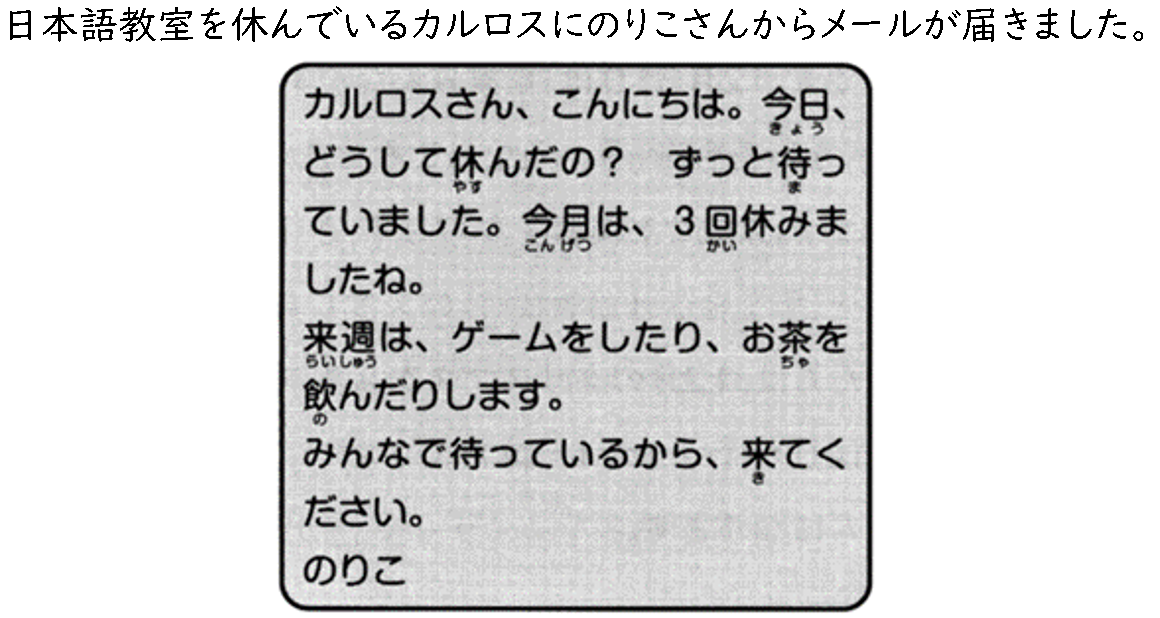 日本語教室を休んでいるカルロスにのりこさんからメールが届きました。
カルロスさん、こんにちは。今日、
きょう
どうして休んだの？　ずっと待っ
やす　ま
ていました。今月は、３回休みま
こんげつ　かい
したね。
来週は、ゲームをしたり、お茶を
らいしゅう　ちゃ
飲んだりします。
の
みんなで待っているから、来てく
き
ださい。
のりこ